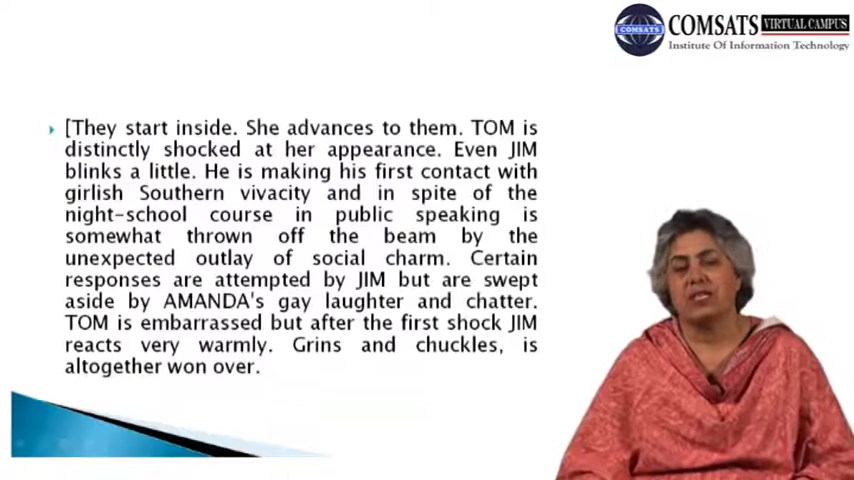 COMSATS VIRTUAL CAMPUS
COMSATS
Institute Of Information Technology
[They start inside. She advances to them. TOM is
distinctly shocked at her appearance. Even JIM
blinks a little. He is making his first contact with
girlish Southern vivacity and in spite of the
night-school course in public speaking is
somewhat thrown off the beam by the
unexpected outlay of social charm. Certain
responses are attempted by JIM but are swept
aside by AMANDA's gay laughter and chatter.
TOM is embarrassed but after the first shock JIM
reacts very warmly. Grins and chuckles, is
altogether won over.